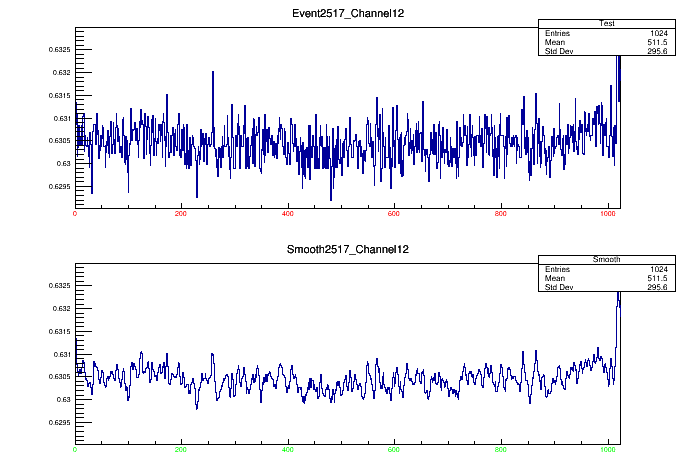 Event2517_Channel12
Test
Entries 1024
Mean 511.5
Std Dev 295.6
0.6325
0.632
0.6315
0.631
0.6305
0.63
0.6295
0 200 400 600 800 1000
Smooth2517_Channel12
Smooth
Entries 1024
Mean 511.5
Std Dev 295.6
0.6325
0.632
0.6315
0.631
0.6305
0.63
0.6295
0 200 400 600 800 1000